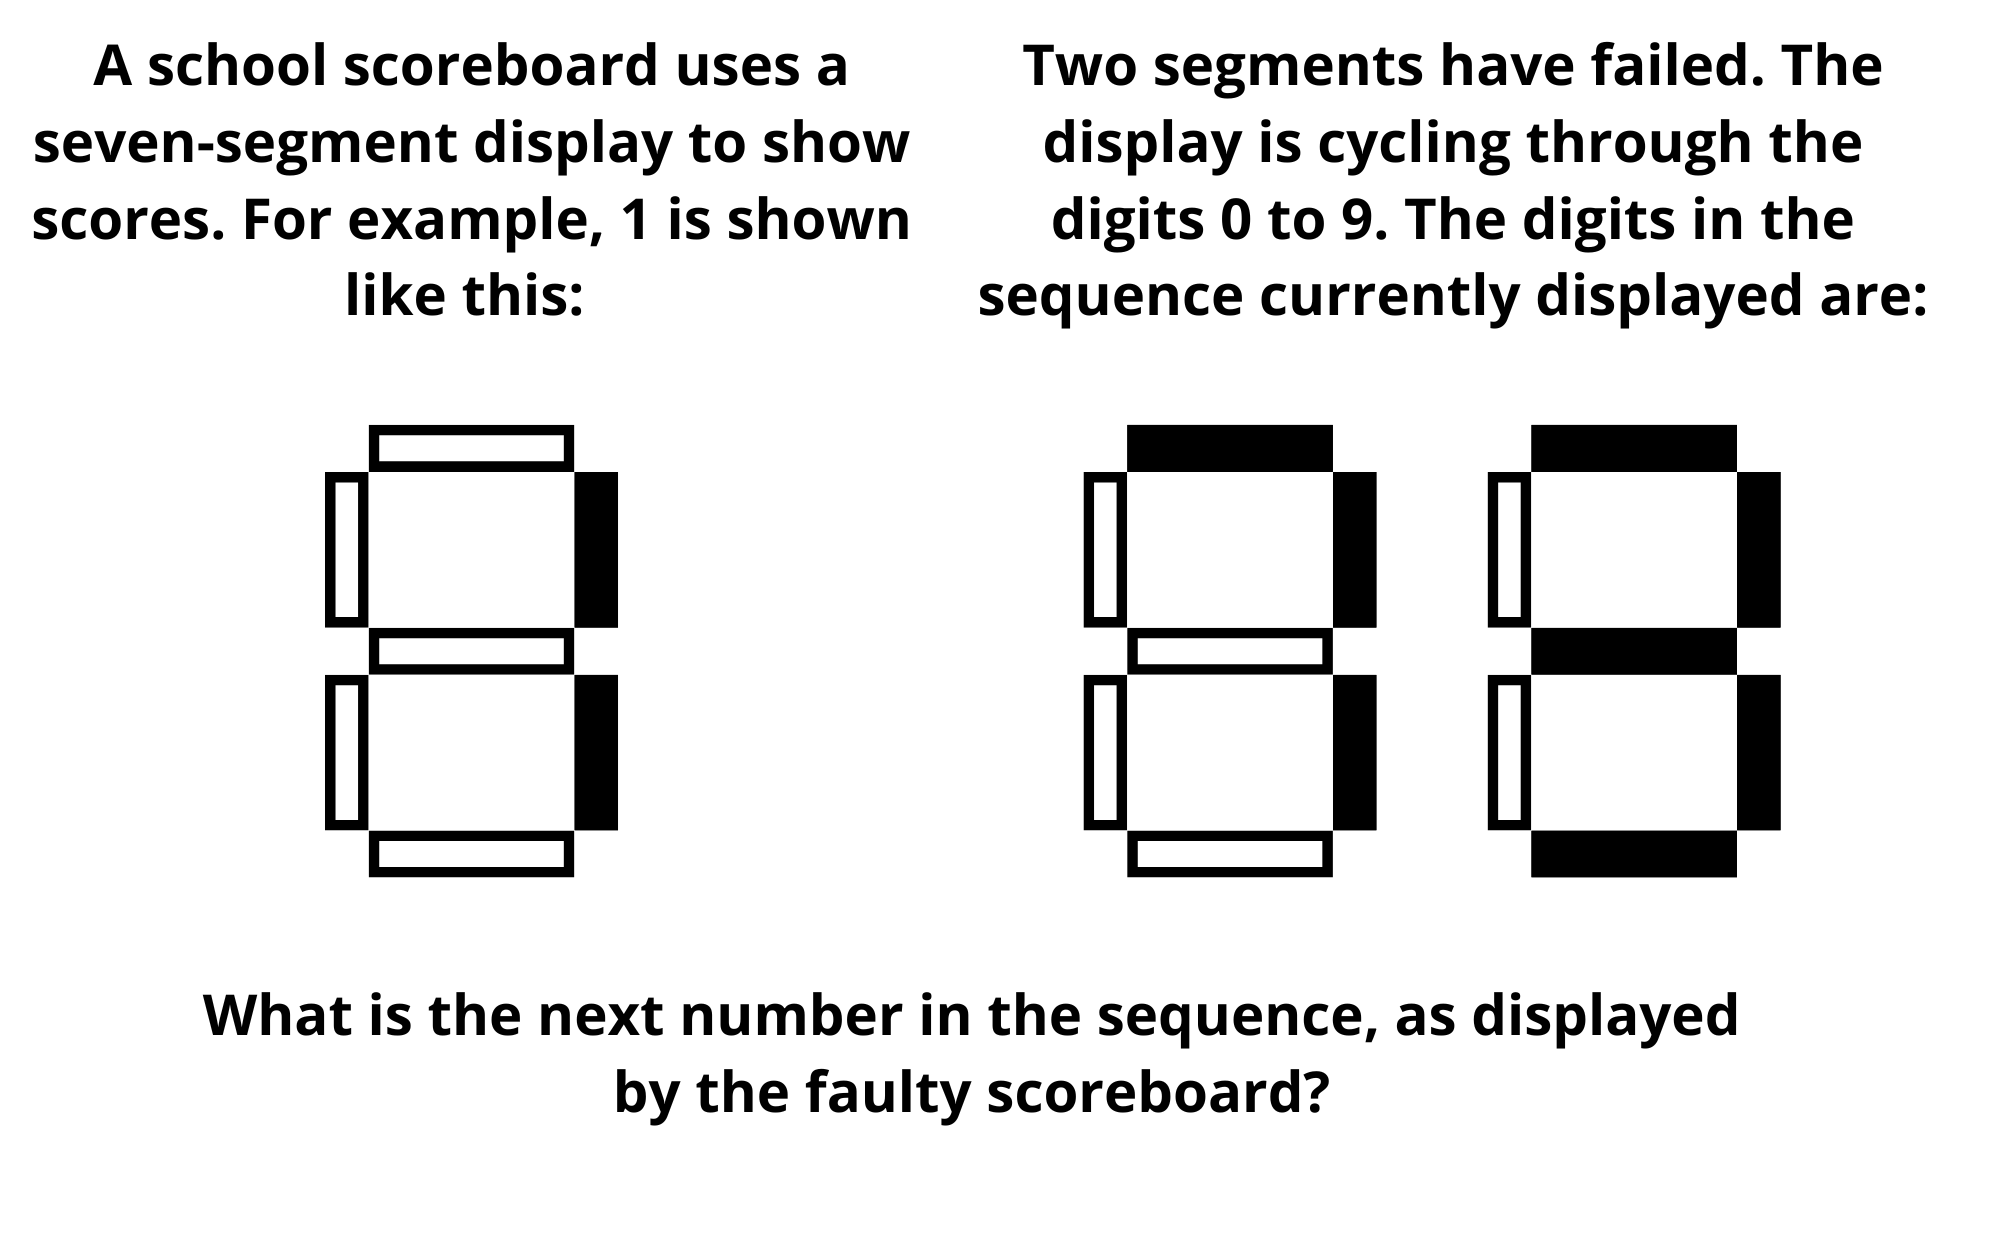 A school scoreboard uses a
seven-segment display to show
scores. For example, 1 is shown
like this:
Two segments have failed. The
display is cycling through the
digits 0 to 9. The digits in the
sequence currently displayed are:
What is the next number in the sequence, as displayed
by the faulty scoreboard?